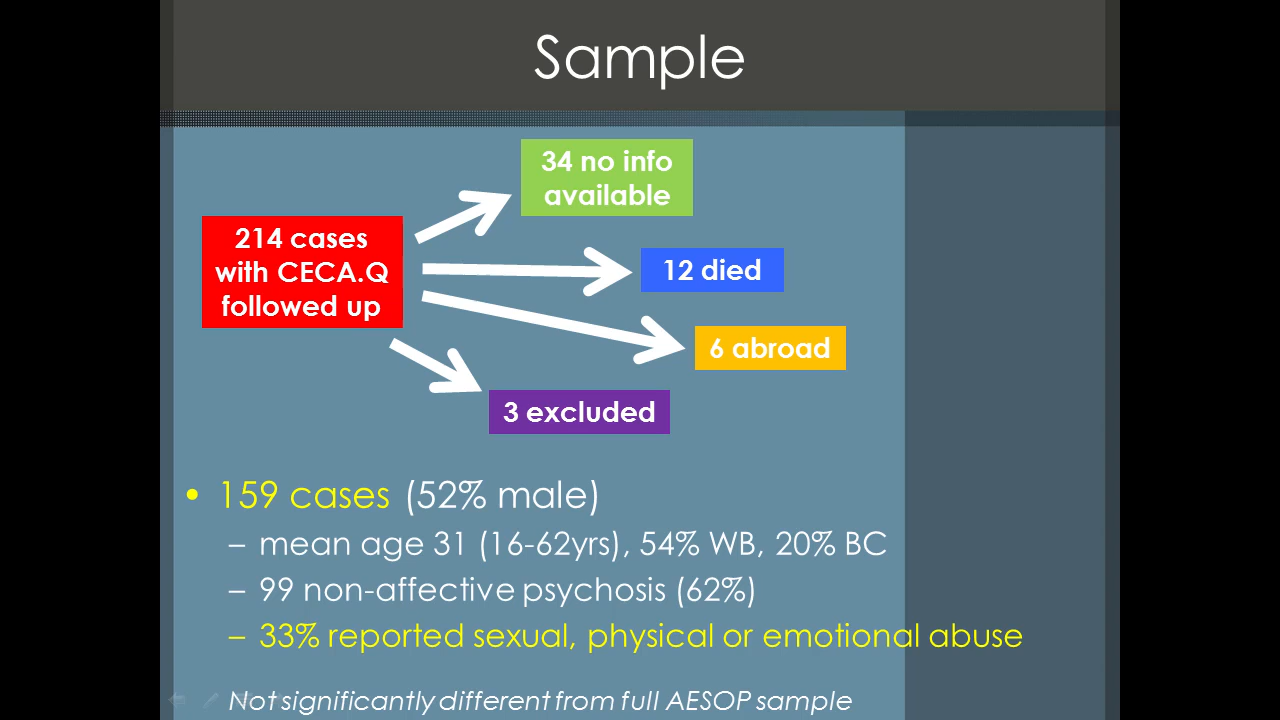 Sample
34 no info
available
214 cases
with CECA.Q
followed up
12 died
6 abroad
3 excluded
• 159 cases (52% male)
– mean age 31 (16-62yrs), 54% WB, 20% BC
– 99 non-affective psychosis (62%)
– 33% reported sexual, physical or emotional abuse
Not significantly different from full AESOP sample